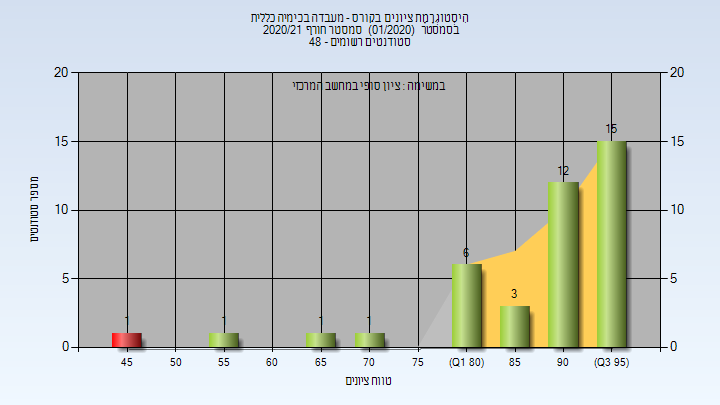 היסטוגרמת ציונים בקורס - מעבדה בכימיה כללית
בסמסטר (01/2020) סמסטר חורף 2020/21
סטודנטים רשומים - 48
במשימה : ציון סופי במחשב המרכזי
20 20
15 15
10 10
5 5
0 0
מספר סטודנטים
1 1 1 1 6 3 12 15
45 50 55 60 65 70 75 (Q1 80) 85 90 (Q3 95)
טווח ציונים